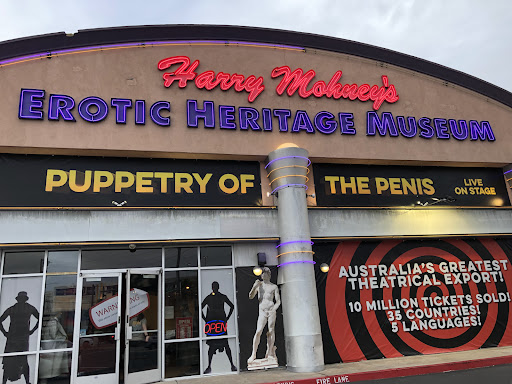 Harry Mohney's
EROTIC HERITAGE MUSEUM
PUPPETRY OF THE PENIS LIVE
ON STAGE
AUSTRALIA'S GREATEST
THEATRICAL EXPORT!
10 MILLION TICKETS SOLD!
35 COUNTRIES!
5 LANGUAGES!
WARNING
OPEN
FIRE LANE